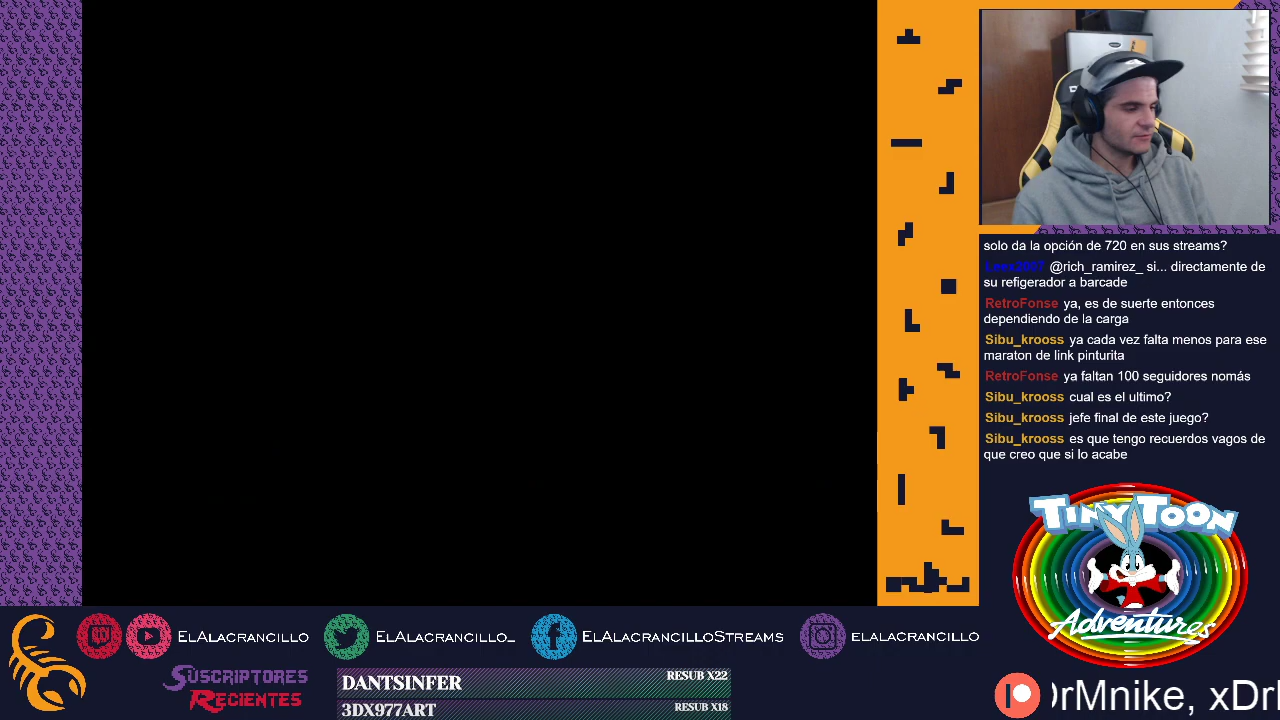 solo da la opción de 720 en sus streams?
@rich_ramirez_ si... directamente de
su refigerador a barcade
RetroFonse ya, es de suerte entonces
dependiendo de la carga
Sibu_krooss ya cada vez falta menos para ese
maraton de link pinturita
RetroFonse ya faltan 100 seguidores nomás
Sibu_krooss cual es el ultimo?
Sibu_krooss jefe final de este juego?
Sibu_krooss es que tengo recuerdos vagos de
que creo que si lo acabe
TINY TOON
Adventures
ElAlacrancillo
ElAlacrancillo_
ElAlacrancilloStreams
elalacrancillo
Suscriptores
Recientes
DANTSINFER RESUB X22
3DX977ART RESUB X18
DrMnike, xDr